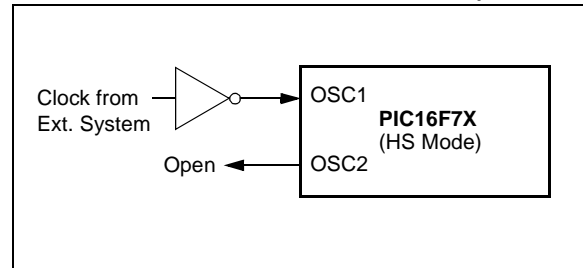 Clock from
Ext. System
OSC1
PIC16F7X
(HS Mode)
Open
OSC2